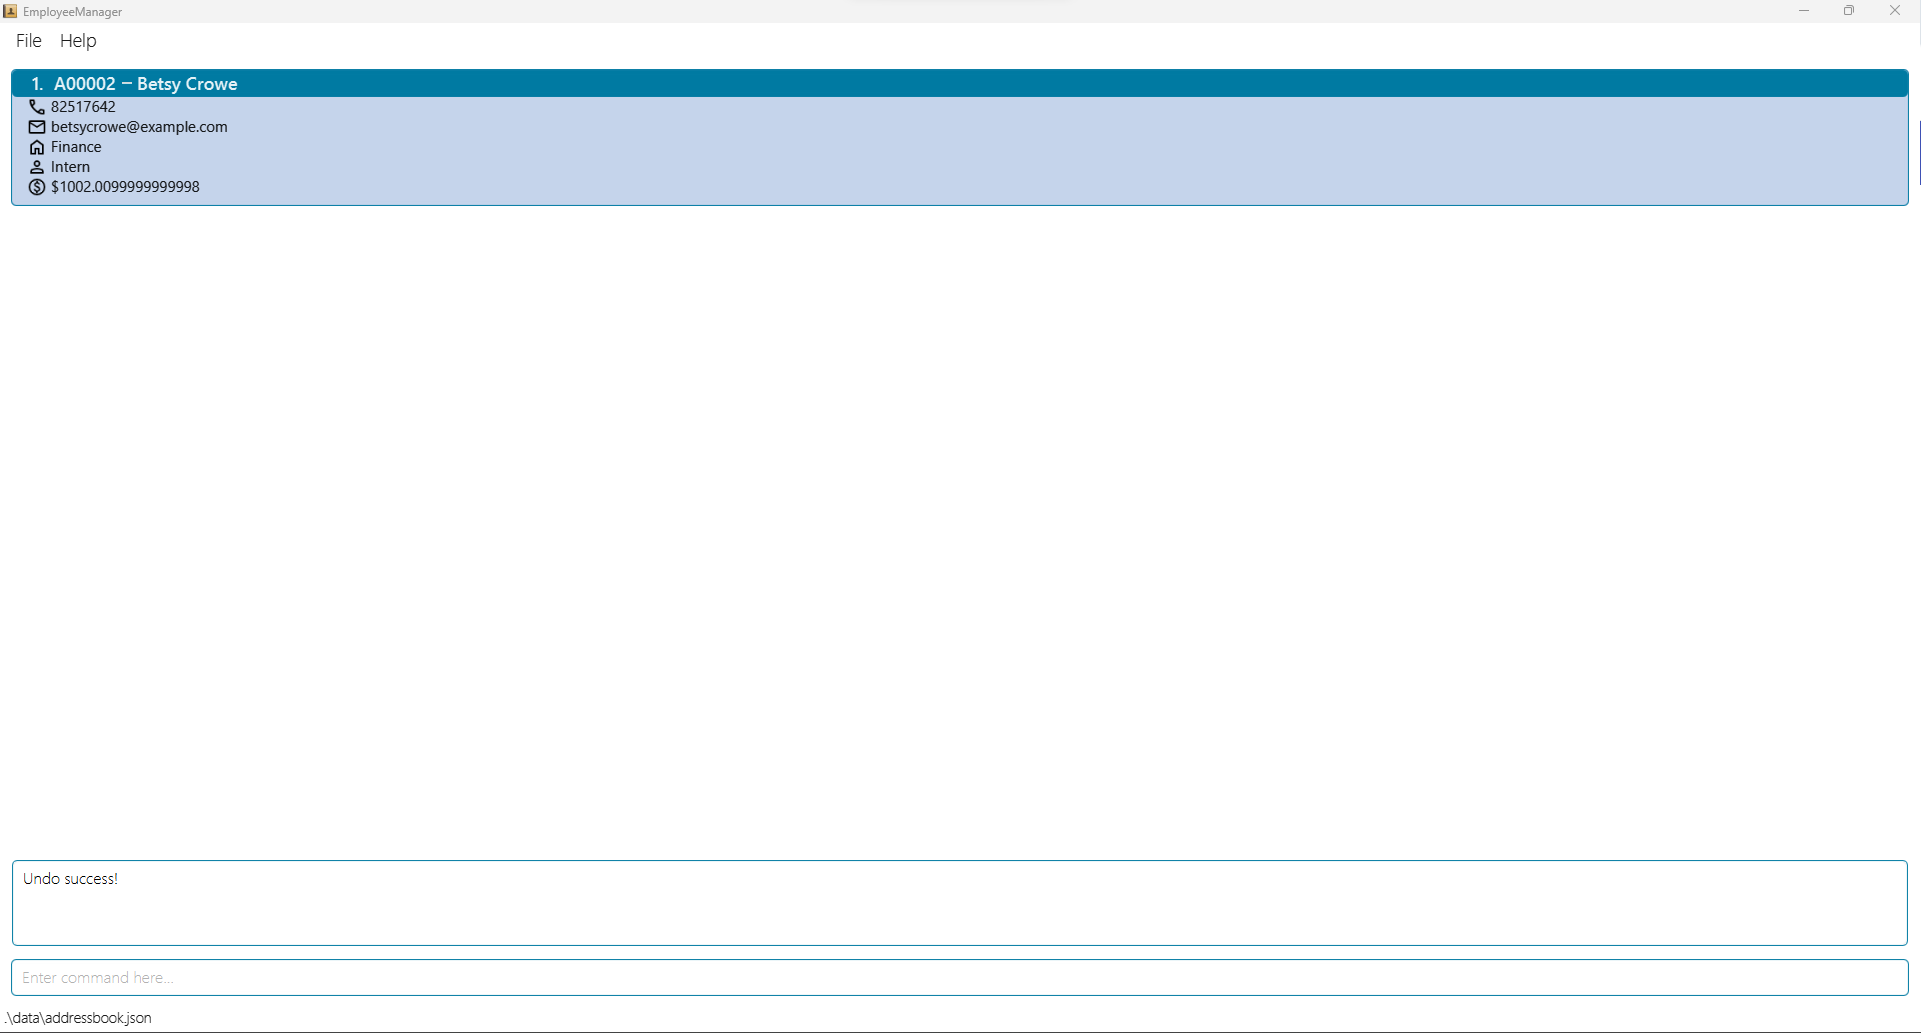 EmployeeManager
File Help
1. A00002 – Betsy Crowe
82517642
betsycrowe@example.com
Finance
Intern
$1002.0099999999998
Undo success!
Enter command here...
.\data\addressbook.json